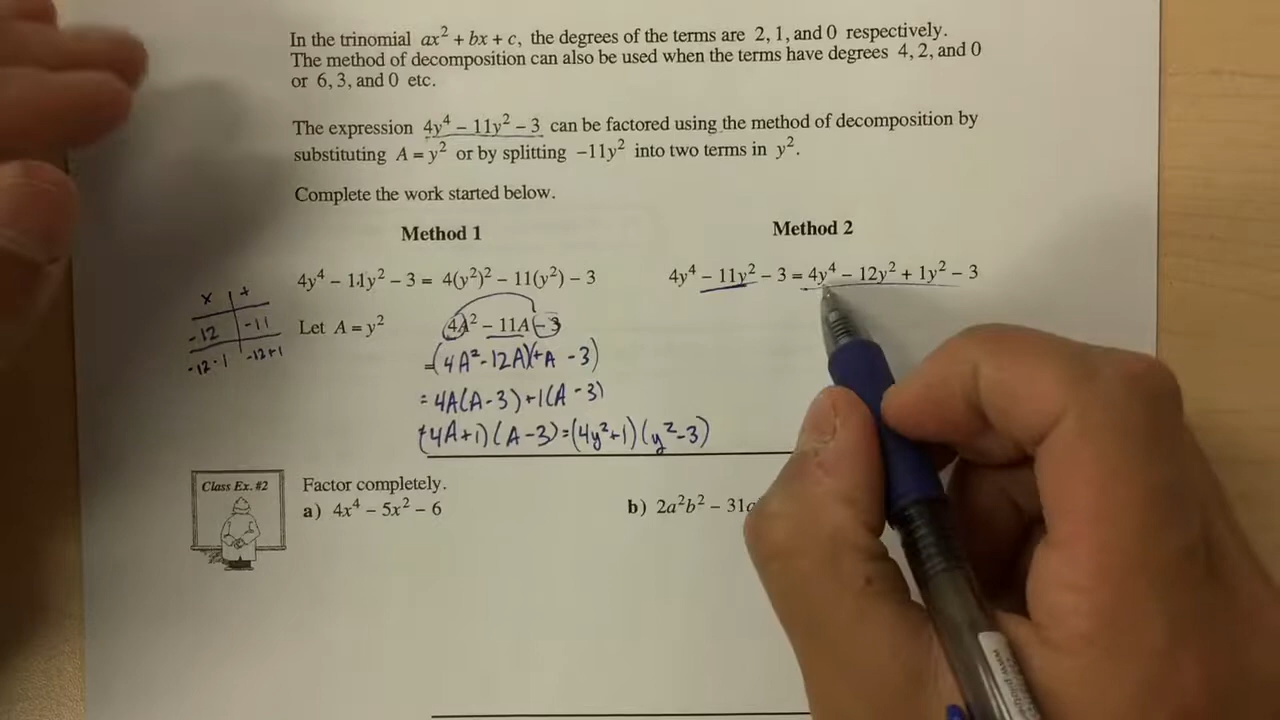 In the trinomial ax² + bx + c, the degrees of the terms are 2, 1, and 0 respectively.
The method of decomposition can also be used when the terms have degrees 4, 2, and 0
or 6, 3, and 0 etc.
The expression 4y⁴ – 11y² – 3 can be factored using the method of decomposition by
substituting A = y² or by splitting –11y² into two terms in y².
Complete the work started below.
Method 1
4y⁴ – 11y² – 3 = 4(y²)² – 11(y²) – 3
Let A = y² 4A² – 11A – 3
=(4A²-12A)(+A -3)
=4A(A-3)+1(A-3)
(4A+1)(A-3)=(4y²+1)(y²-3)
x +
-12 -11
-12·1 -12+1
Method 2
4y⁴ – 11y² – 3 = 4y⁴ – 12y² + 1y² – 3
Class Ex. #2
Factor completely.
a) 4x⁴ – 5x² – 6
b) 2a²b² – 31